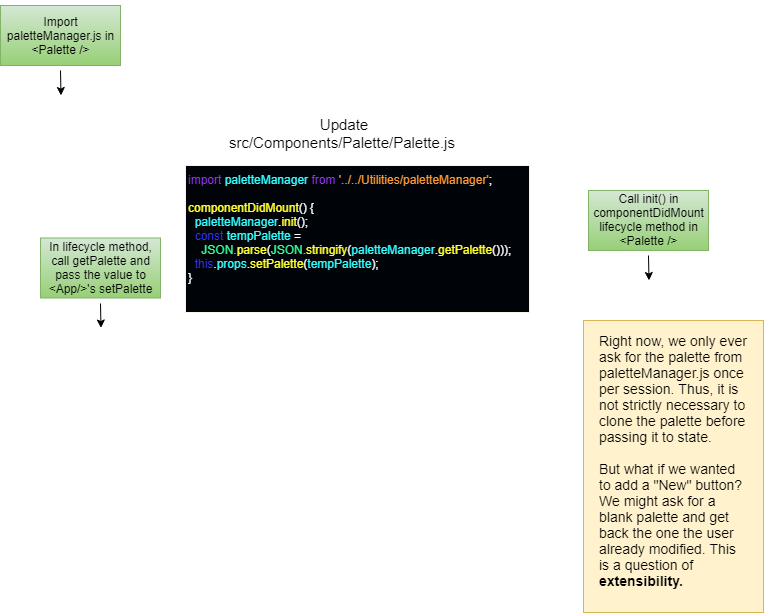 Import
paletteManager.js in
<Palette />
Update
src/Components/Palette/Palette.js
import paletteManager from '../../Utilities/paletteManager';
componentDidMount() {
paletteManager.init();
const tempPalette =
JSON.parse(JSON.stringify(paletteManager.getPalette()));
this.props.setPalette(tempPalette);
}
Call init() in
componentDidMount
lifecycle method in
<Palette />
In lifecycle method,
call getPalette and
pass the value to
<App/>'s setPalette
Right now, we only ever
ask for the palette from
paletteManager.js once
per session. Thus, it is
not strictly necessary to
clone the palette before
passing it to state.
But what if we wanted
to add a "New" button?
We might ask for a
blank palette and get
back the one the user
already modified. This
is a question of
extensibility.